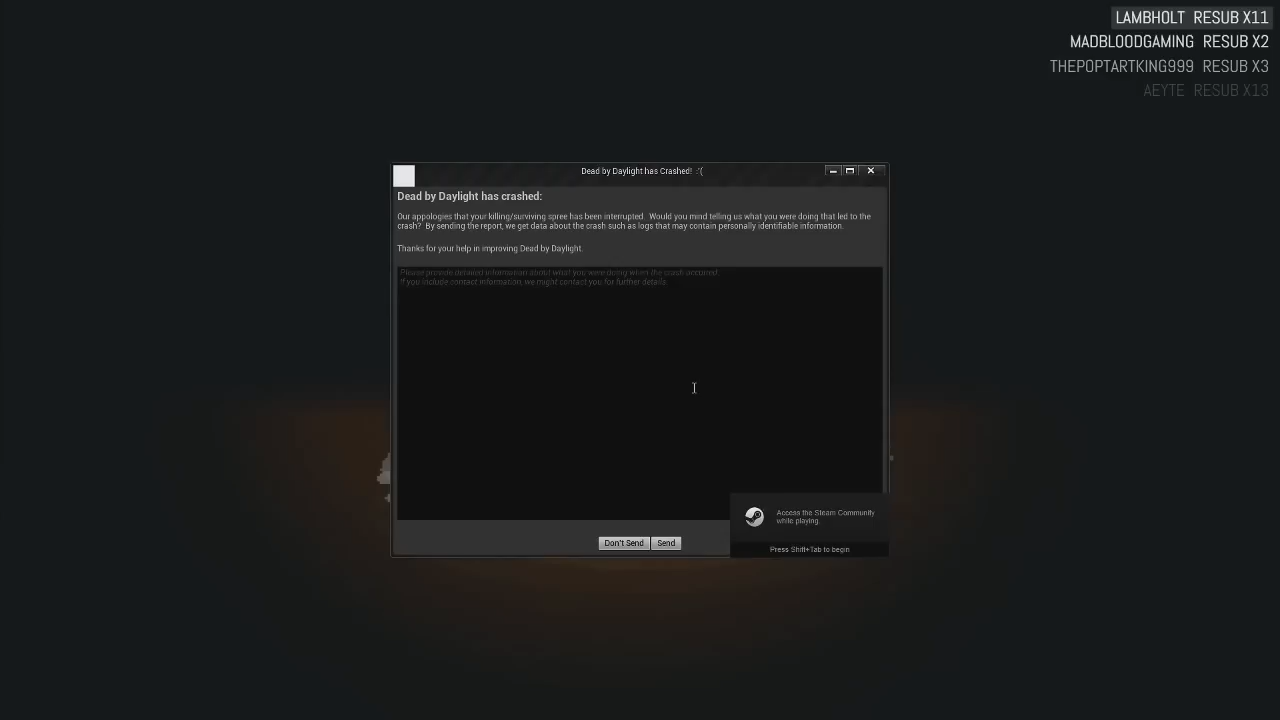 LAMBHOLT RESUB X11
MADBLOODGAMING RESUB X2
THEPOPTARTKING999 RESUB X3
AEYTE RESUB X13
Dead by Daylight has Crashed! :'(
Dead by Daylight has crashed:
Our appologies that your killing/surviving spree has been interrupted. Would you mind telling us what you were doing that led to the
crash? By sending the report, we get data about the crash such as logs that may contain personally identifiable information.
Thanks for your help in improving Dead by Daylight.
Please provide detailed information about what you were doing when the crash occurred.
If you include contact information, we might contact you for further details.
Access the Steam Community
while playing.
Press Shift+Tab to begin
Don't Send Send